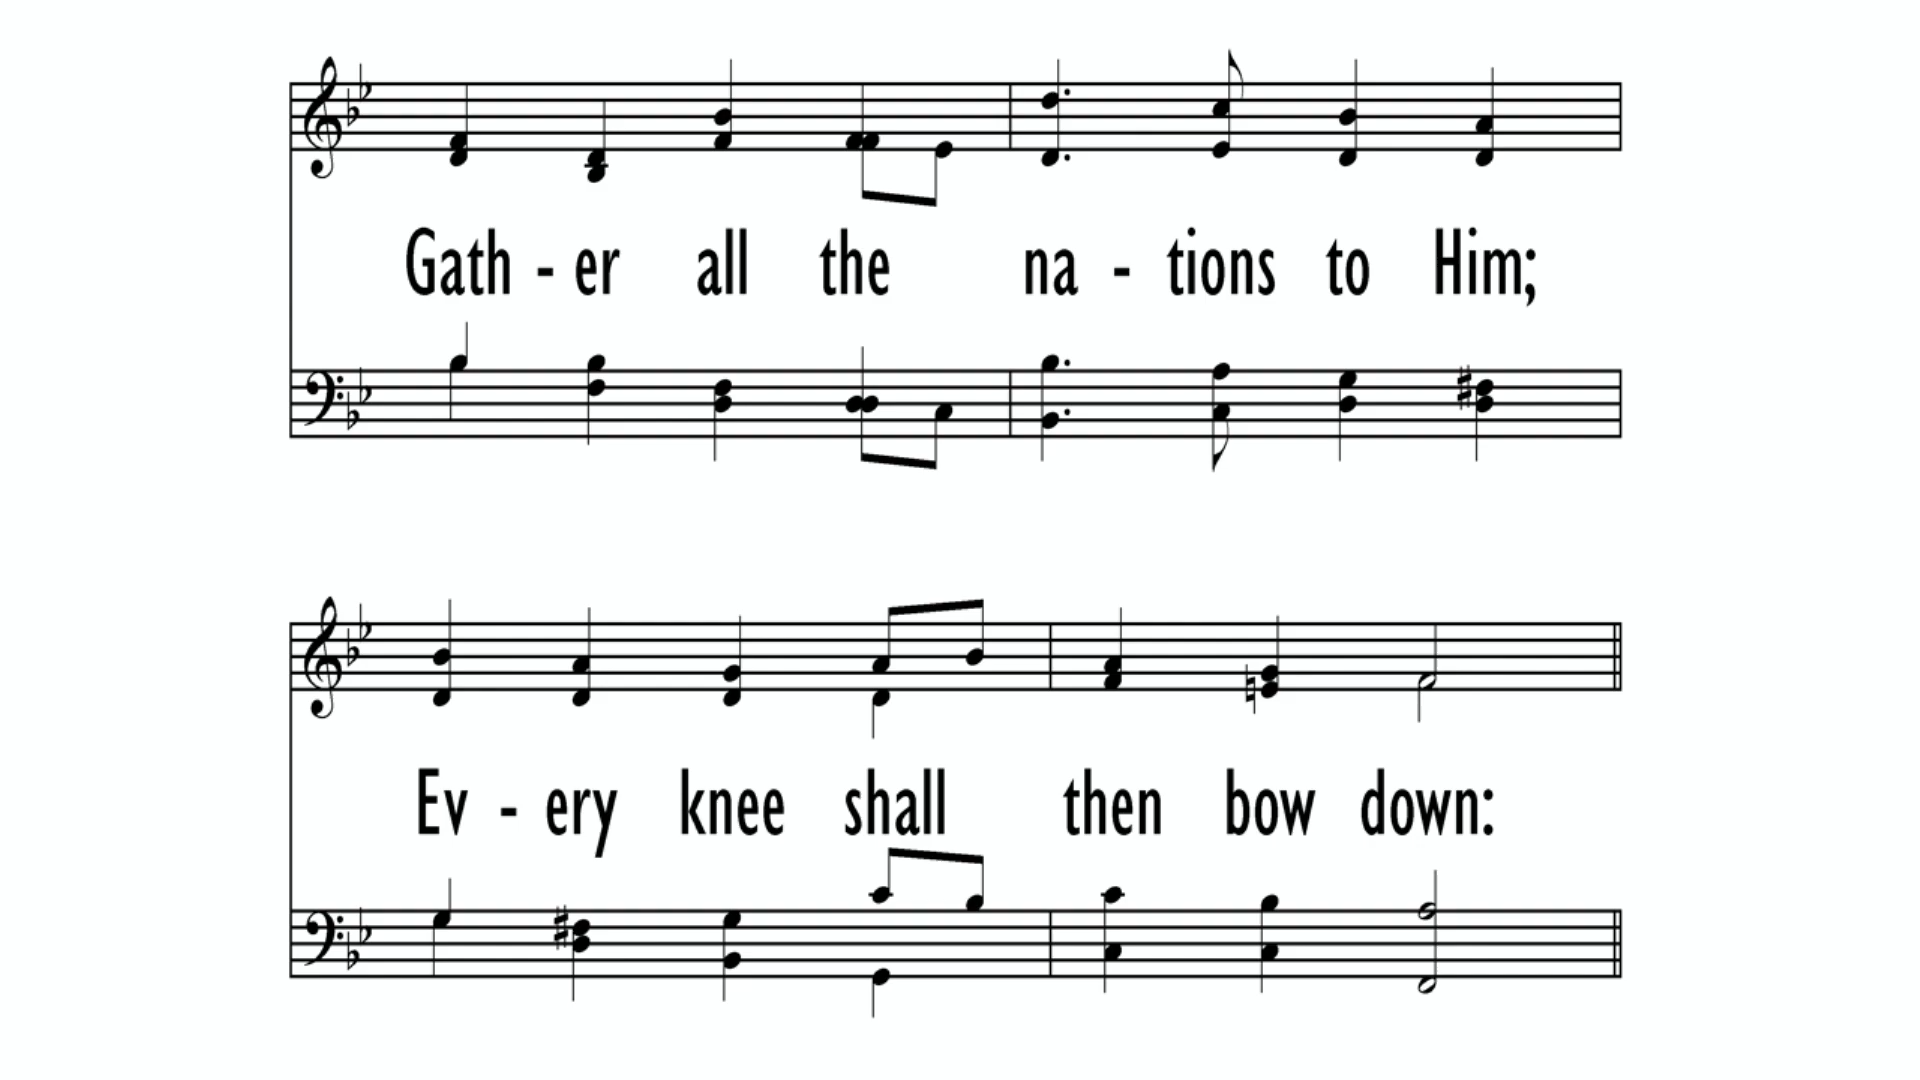 Gath - er all the na - tions to Him;
Ev - ery knee shall then bow down: